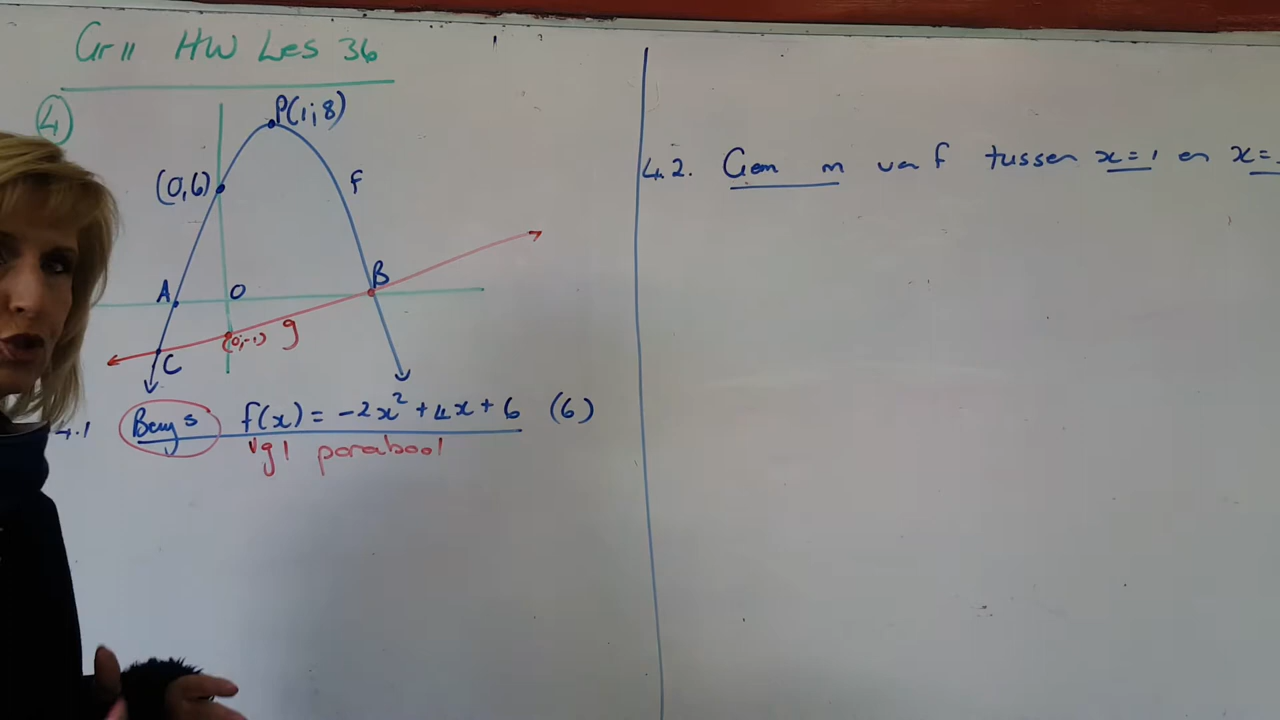 Gr 11 HW Les 36
4
P(1;8)
(0,6)
f
A
O
B
(0;-1)
g
C
4.1 Bewys f(x) = -2x² + 4x + 6 (6)
vgl parabool
4.2. Gem m van f tussen x=1 en x=